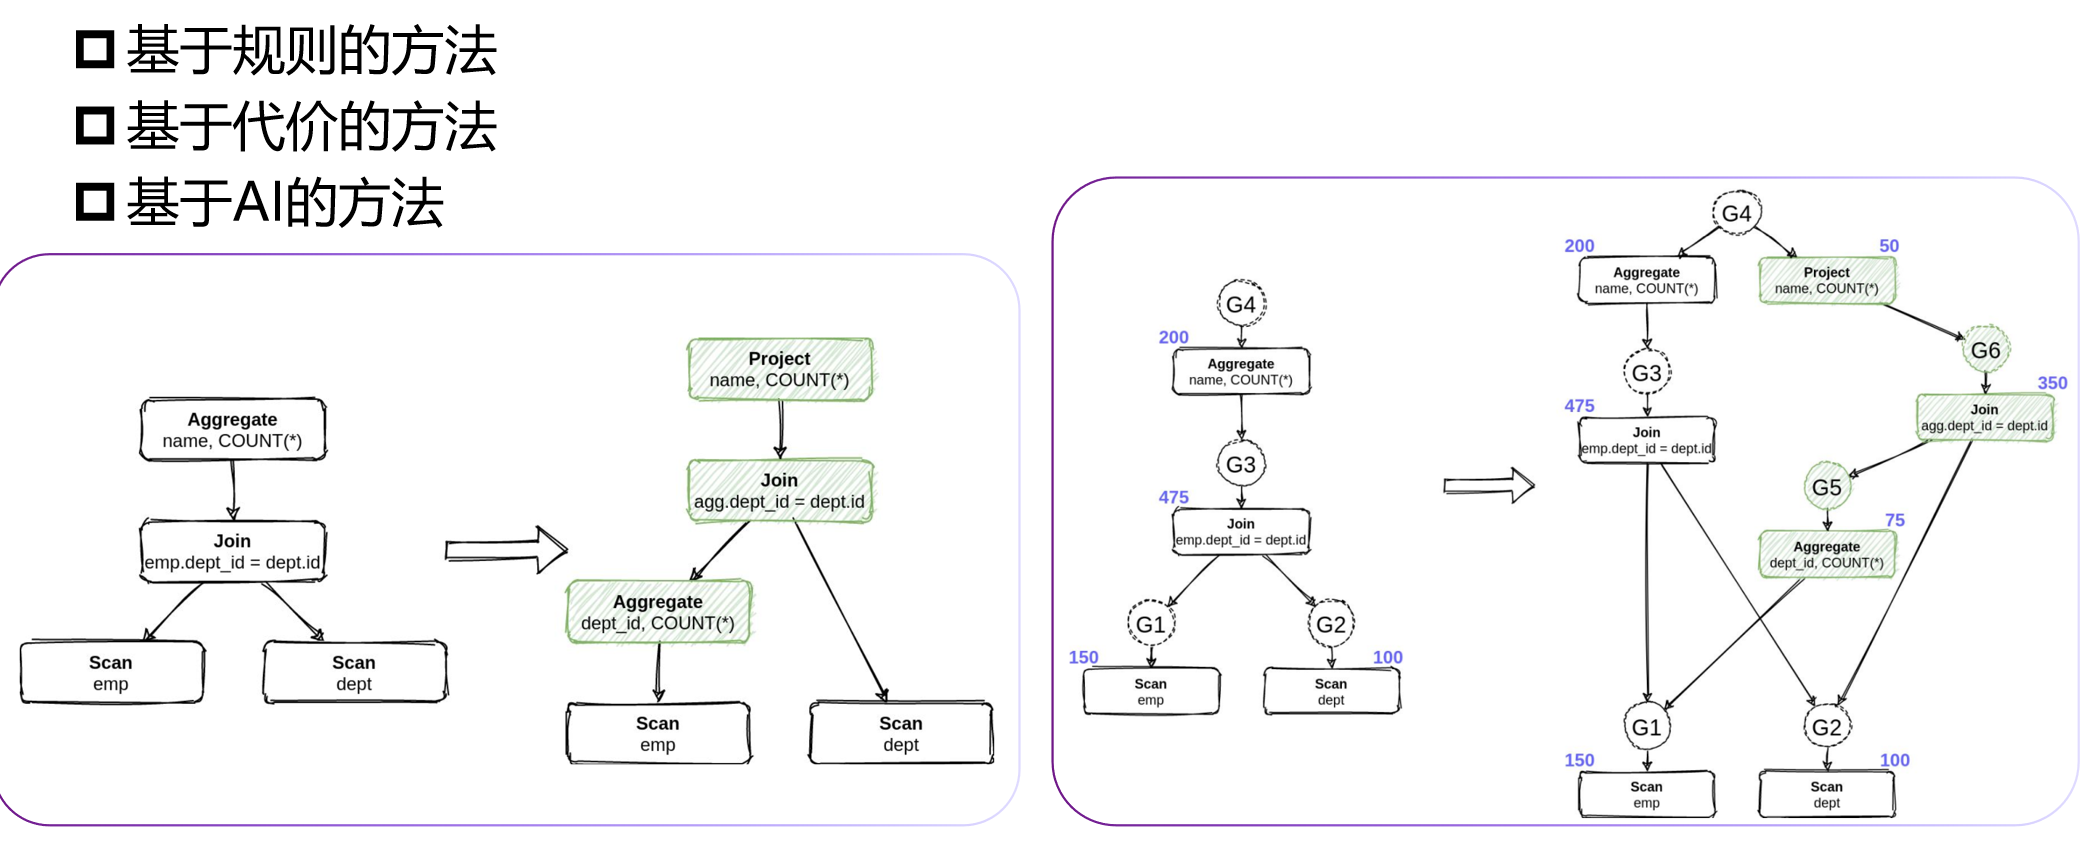 基于规则的方法
基于代价的方法
基于AI的方法
Aggregate
name, COUNT(*)
Join
emp.dept_id = dept.id
Scan
emp
Scan
dept
Project
name, COUNT(*)
Join
agg.dept_id = dept.id
Aggregate
dept_id, COUNT(*)
Scan
emp
Scan
dept
G4
200
Aggregate
name, COUNT(*)
G3
475
Join
emp.dept_id = dept.id
G1
G2
150
Scan
emp
100
Scan
dept
G4
200
Aggregate
name, COUNT(*)
50
Project
name, COUNT(*)
G3
G6
475
Join
emp.dept_id = dept.id
350
Join
agg.dept_id = dept.id
G5
75
Aggregate
dept_id, COUNT(*)
G1
G2
150
Scan
emp
100
Scan
dept